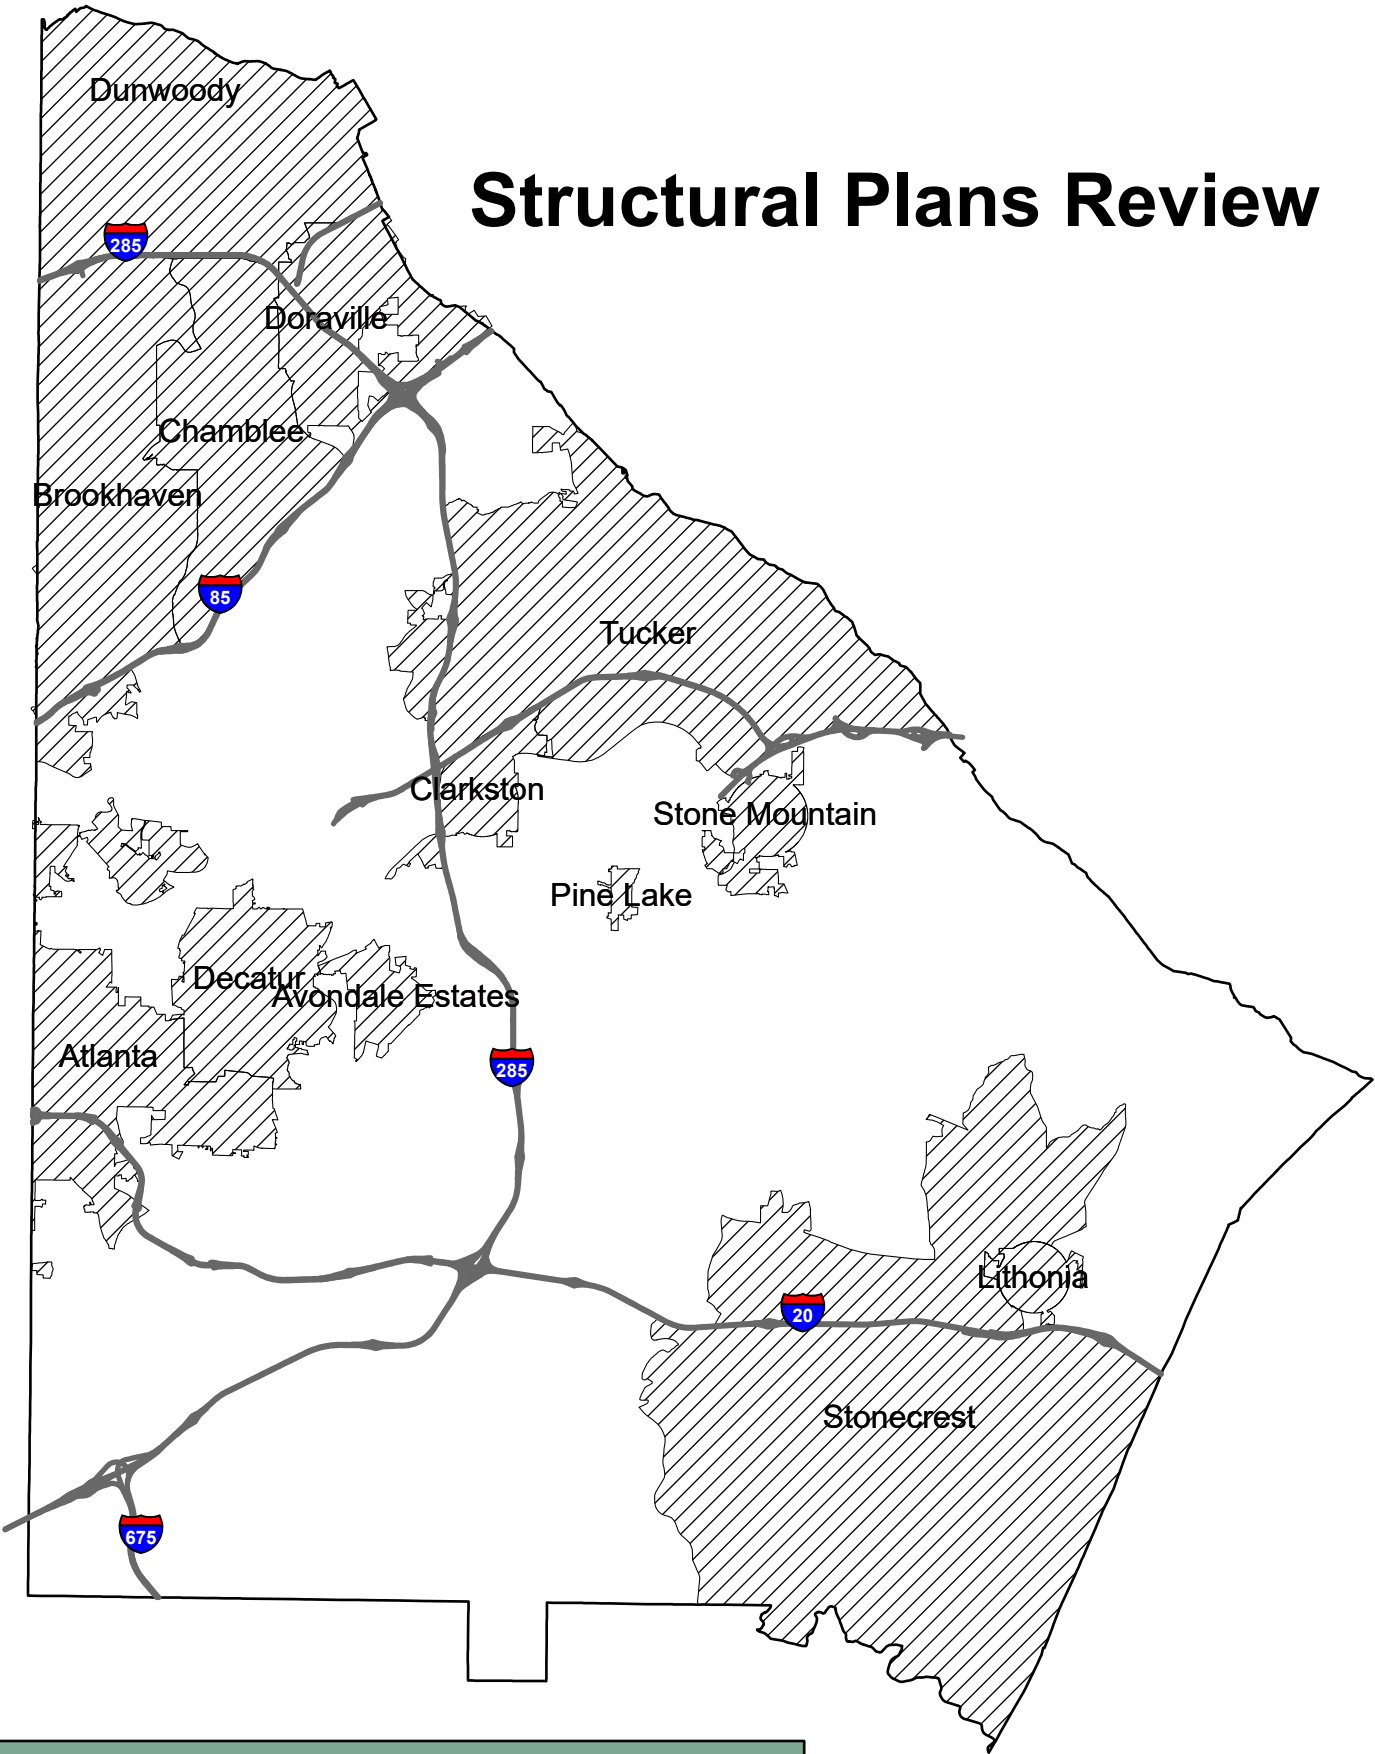 Dunwoody
Structural Plans Review
285
Doraville
Chamblee
Brookhaven
85
Tucker
Clarkston
Stone Mountain
Pine Lake
Decatur
Avondale Estates
Atlanta
285
Lithonia
20
Stonecrest
675